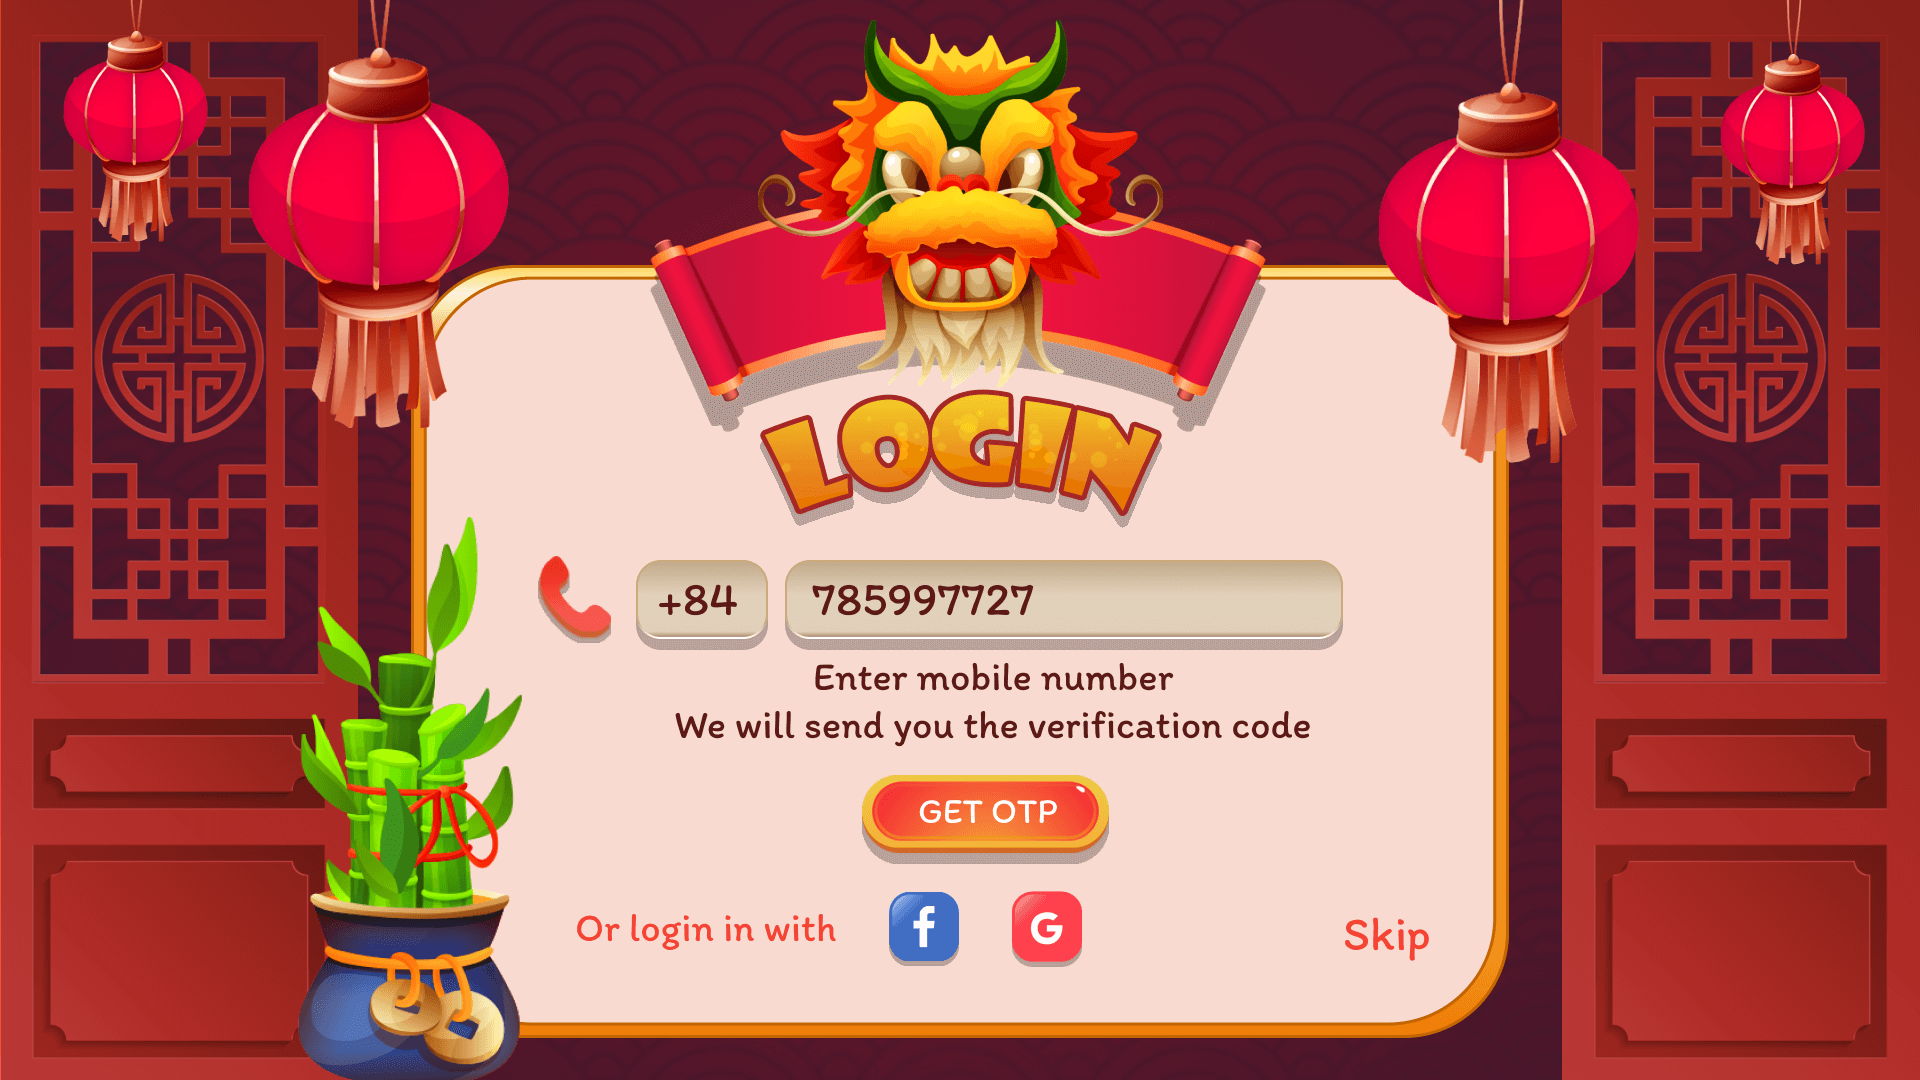 LOGIN
+84 785997727
Enter mobile number
We will send you the verification code
GET OTP
Or login in with f G Skip